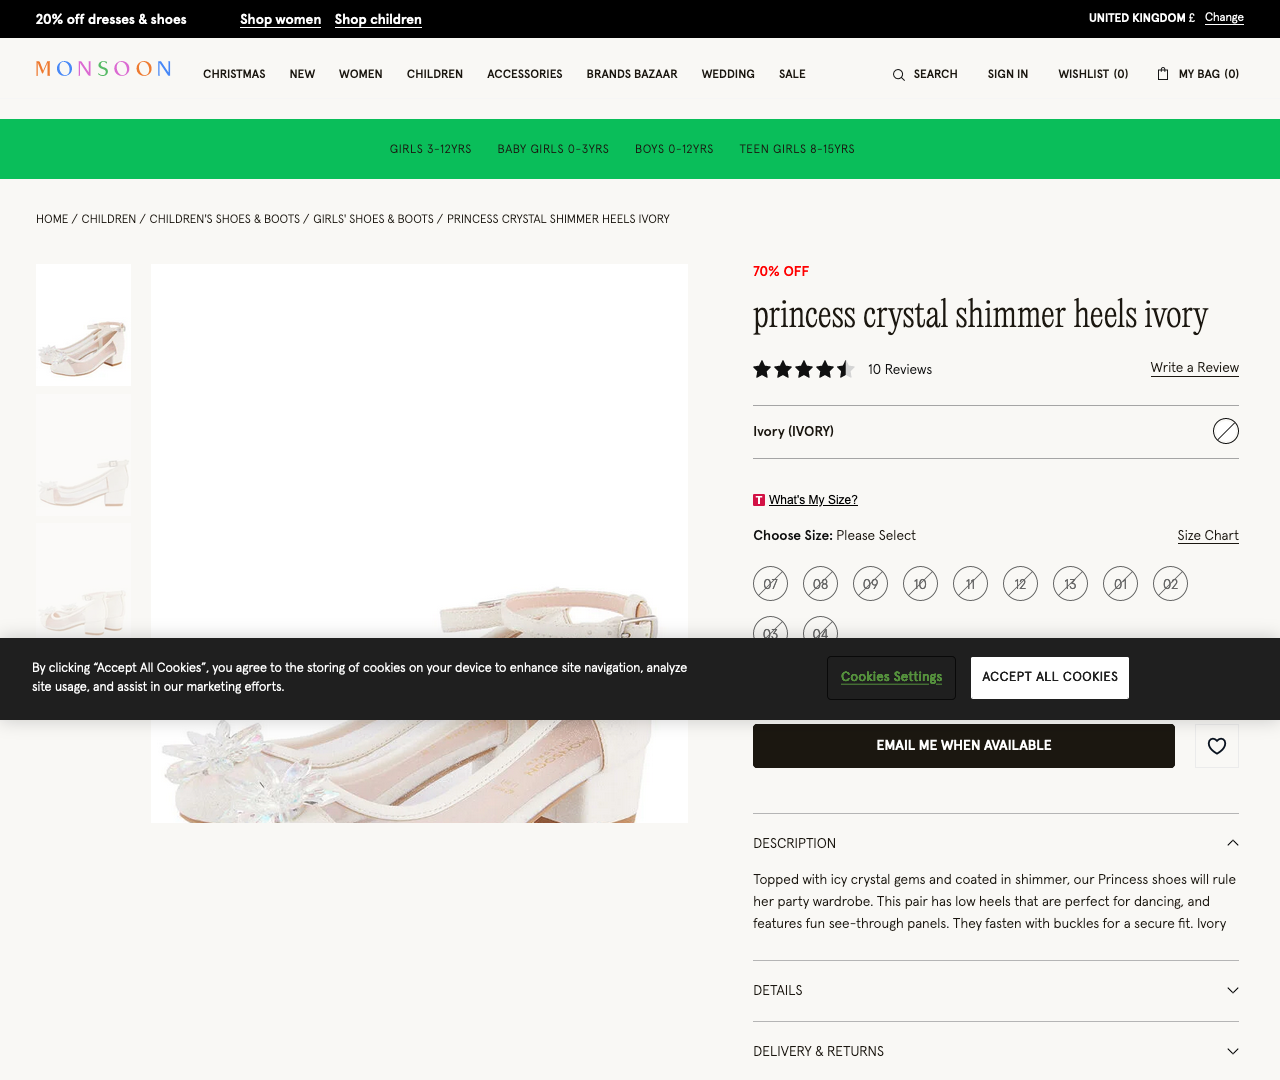 20% off dresses & shoes Shop women Shop children UNITED KINGDOM £ Change
MONSOON CHRISTMAS NEW WOMEN CHILDREN ACCESSORIES BRANDS BAZAAR WEDDING SALE SEARCH SIGN IN WISHLIST (0) MY BAG (0)
GIRLS 3-12YRS BABY GIRLS 0-3YRS BOYS 0-12YRS TEEN GIRLS 8-15YRS
HOME / CHILDREN / CHILDREN'S SHOES & BOOTS / GIRLS' SHOES & BOOTS / PRINCESS CRYSTAL SHIMMER HEELS IVORY
70% OFF
princess crystal shimmer heels ivory
10 Reviews Write a Review
Ivory (IVORY)
T What's My Size?
Choose Size: Please Select Size Chart
07 08 09 10 11 12 13 01 02
03 04
By clicking “Accept All Cookies”, you agree to the storing of cookies on your device to enhance site navigation, analyze
site usage, and assist in our marketing efforts.
Cookies Settings ACCEPT ALL COOKIES
EMAIL ME WHEN AVAILABLE
DESCRIPTION
Topped with icy crystal gems and coated in shimmer, our Princess shoes will rule
her party wardrobe. This pair has low heels that are perfect for dancing, and
features fun see-through panels. They fasten with buckles for a secure fit. Ivory
DETAILS
DELIVERY & RETURNS